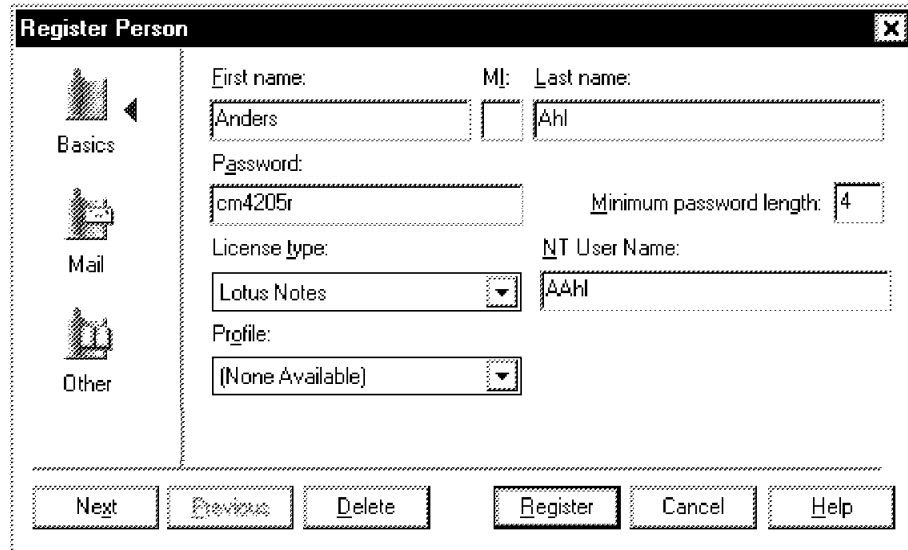 Register Person
Basics
Mail
Other
First name: MI: Last name:
Anders Ahl
Password:
cm4205r Minimum password length: 4
License type: NT User Name:
Lotus Notes AAhl
Profile:
(None Available)
Next Previous Delete Register Cancel Help